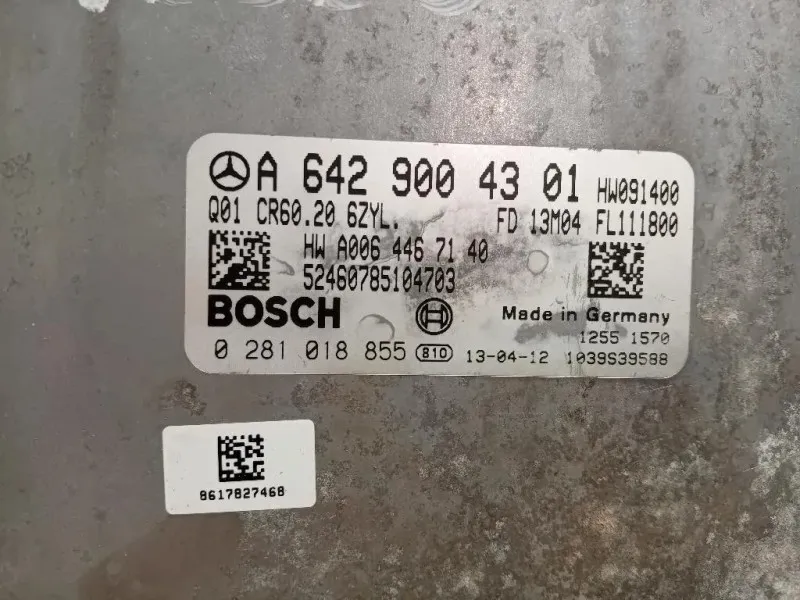 A 642 900 43 01 HW091400
Q01 CR60.20 6ZYL. FD 13M04 FL111800
HW A006 446 71 40
52460785104703
BOSCH Made in Germany
1255 1570
0 281 018 855 810 13-04-12 1039S39588
8617827468